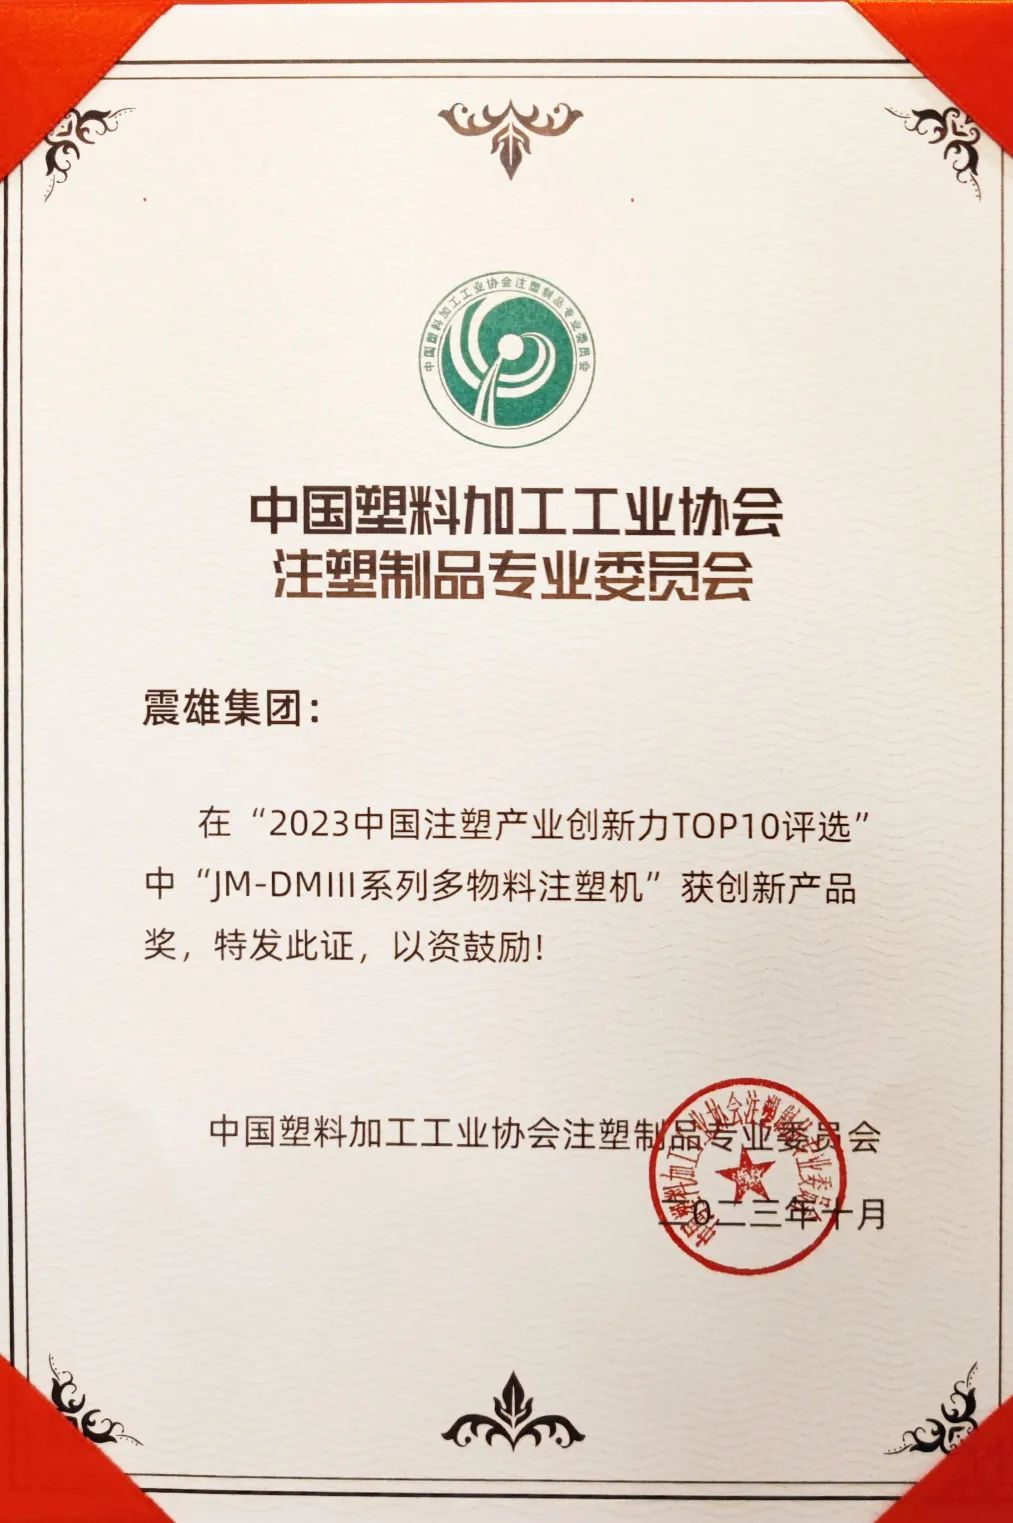 中国塑料加工工业协会注塑制品专业委员会
中国塑料加工工业协会
注塑制品专业委员会
震雄集团：
在“2023中国注塑产业创新力TOP10评选”
中“JM-DMIII系列多物料注塑机”获创新产品
奖，特发此证，以资鼓励!
中国塑料加工工业协会注塑制品专业委员会
中国塑料加工工业协会注塑制品专业委员会
二0二三年十月